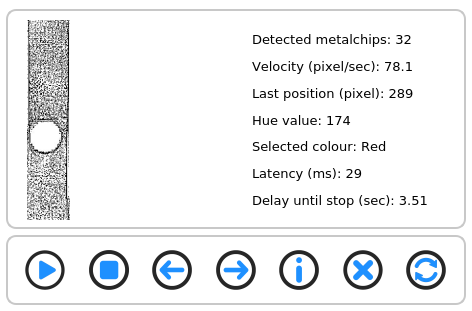 Detected metalchips: 32
Velocity (pixel/sec): 78.1
Last position (pixel): 289
Hue value: 174
Selected colour: Red
Latency (ms): 29
Delay until stop (sec): 3.51